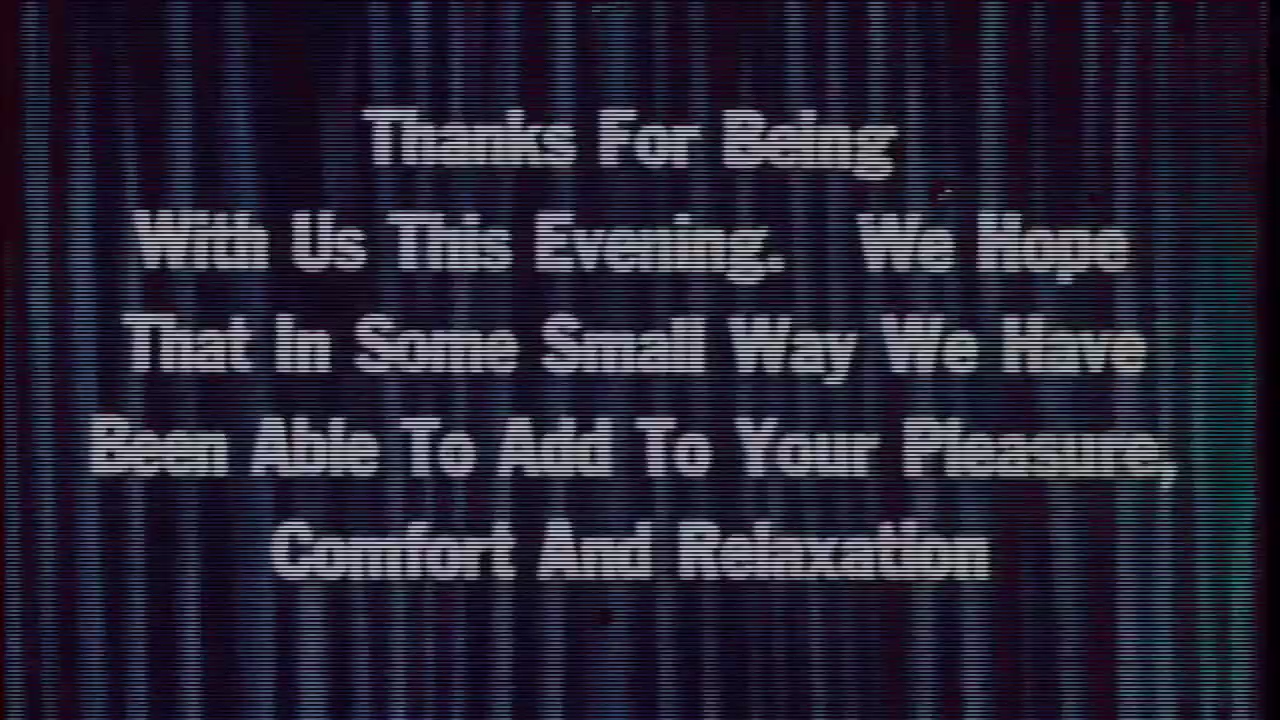 Thanks For Being
With Us This Evening. We Hope
That In Some Small Way We Have
Been Able To Add To Your Pleasure,
Comfort And Relaxation